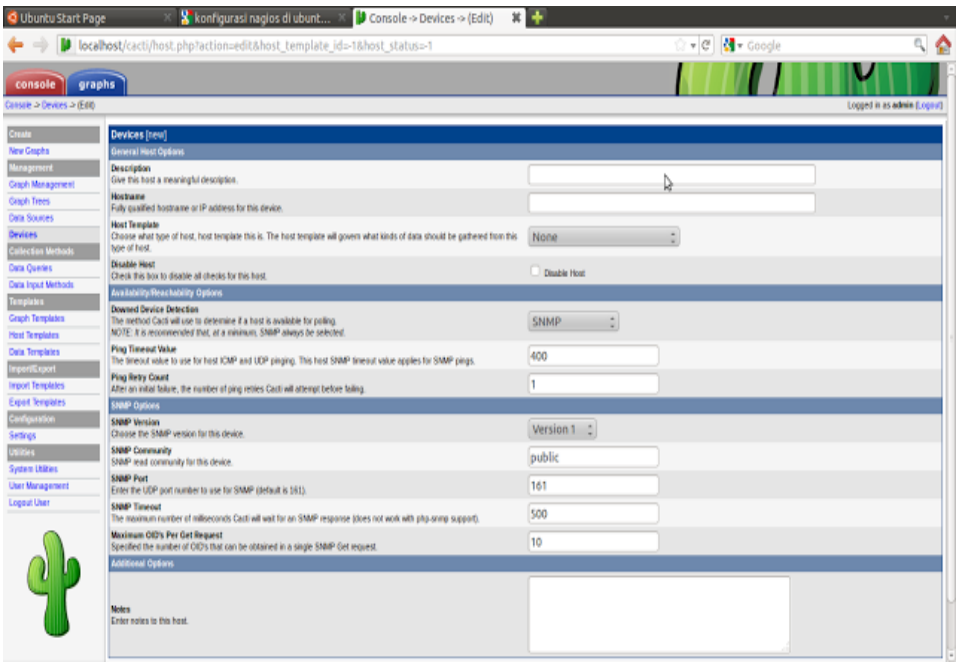 Ubuntu Start Page
konfigurasi nagios di ubunt...
Console -> Devices -> (Edit)
localhost/cacti/host.php?action=edit&host_template_id=-1&host_status=-1
Google
console
graphs
Console -> Devices -> (Edit)
Logged in as admin (Logout)
Create
New Graphs
Management
Graph Management
Graph Trees
Data Sources
Devices
Collection Methods
Data Queries
Data Input Methods
Templates
Graph Templates
Host Templates
Data Templates
Import/Export
Import Templates
Export Templates
Configuration
Settings
Utilities
System Utilities
User Management
Logout User
Devices [new]
General Host Options
Description
Give this host a meaningful description.
Hostname
Fully qualified hostname or IP address for this device.
Host Template
Choose what type of host, host template this is. The host template will govern what kinds of data should be gathered from this
type of host.
None
Disable Host
Check this box to disable all checks for this host.
Disable Host
Availability/Reachability Options
Downed Device Detection
The method Cacti will use to determine if a host is available for polling.
NOTE: It is recommended that, at a minimum, SNMP always be selected.
SNMP
Ping Timeout Value
The timeout value to use for host ICMP and UDP pinging. This host SNMP timeout value applies for SNMP pings.
400
Ping Retry Count
After an initial failure, the number of ping retries Cacti will attempt before failing.
1
SNMP Options
SNMP Version
Choose the SNMP version for this device.
Version 1
SNMP Community
SNMP read community for this device.
public
SNMP Port
Enter the UDP port number to use for SNMP (default is 161).
161
SNMP Timeout
The maximum number of milliseconds Cacti will wait for an SNMP response (does not work with php-snmp support).
500
Maximum OID's Per Get Request
Specified the number of OID's that can be obtained in a single SNMP Get request.
10
Additional Options
Notes
Enter notes to this host.